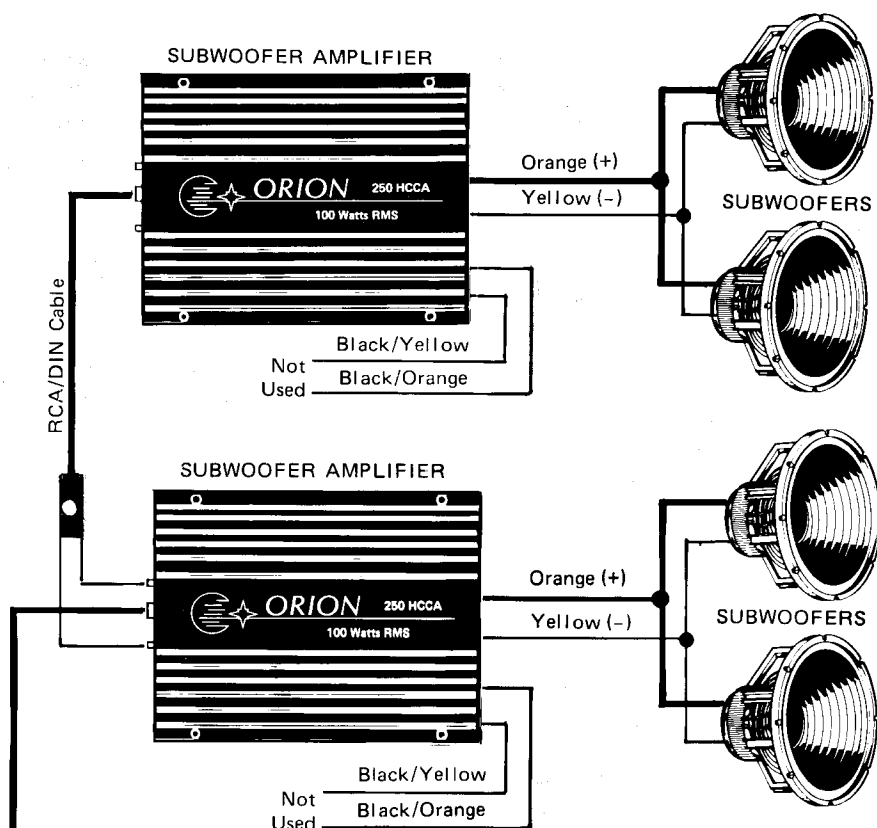 SUBWOOFER AMPLIFIER
ORION 250 HCCA
100 Watts RMS
Orange (+)
Yellow (-)
SUBWOOFERS
RCA/DIN Cable
Black/Yellow
Not
Used
Black/Orange
SUBWOOFER AMPLIFIER
ORION 250 HCCA
100 Watts RMS
Orange (+)
Yellow (-)
SUBWOOFERS
Black/Yellow
Not
Used
Black/Orange